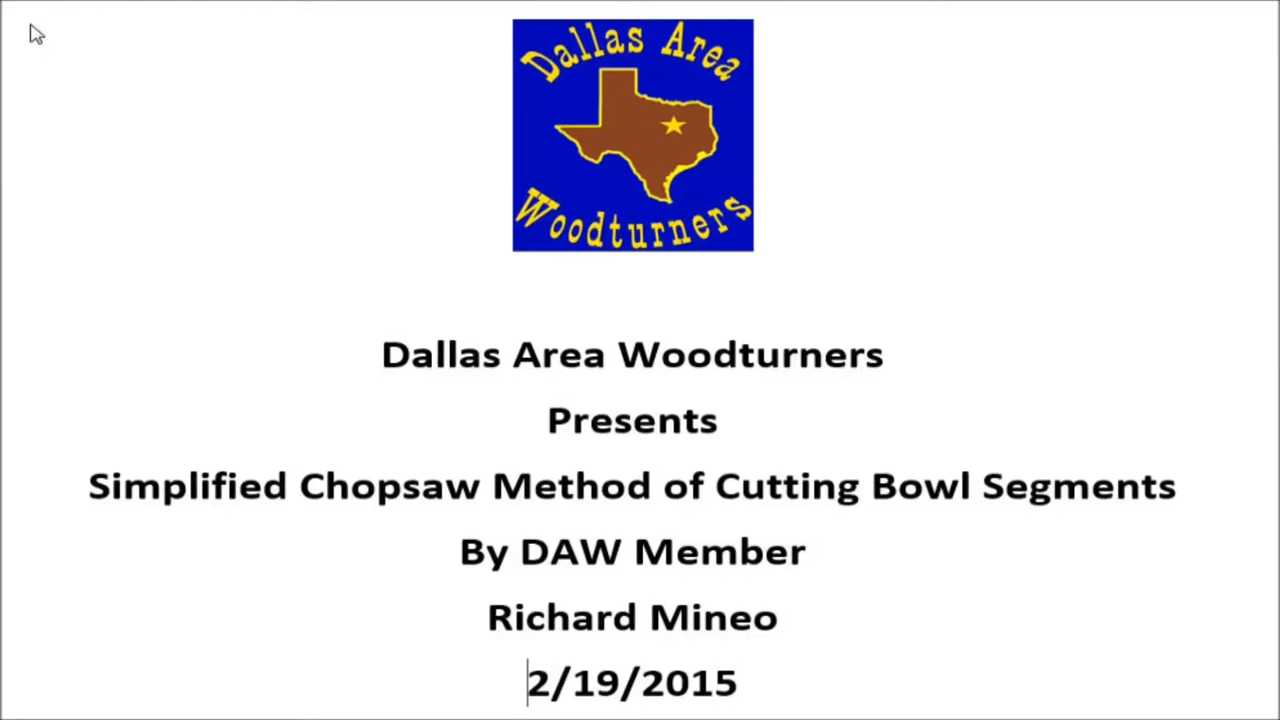 Dallas Area
Woodturners
Dallas Area Woodturners
Presents
Simplified Chopsaw Method of Cutting Bowl Segments
By DAW Member
Richard Mineo
2/19/2015